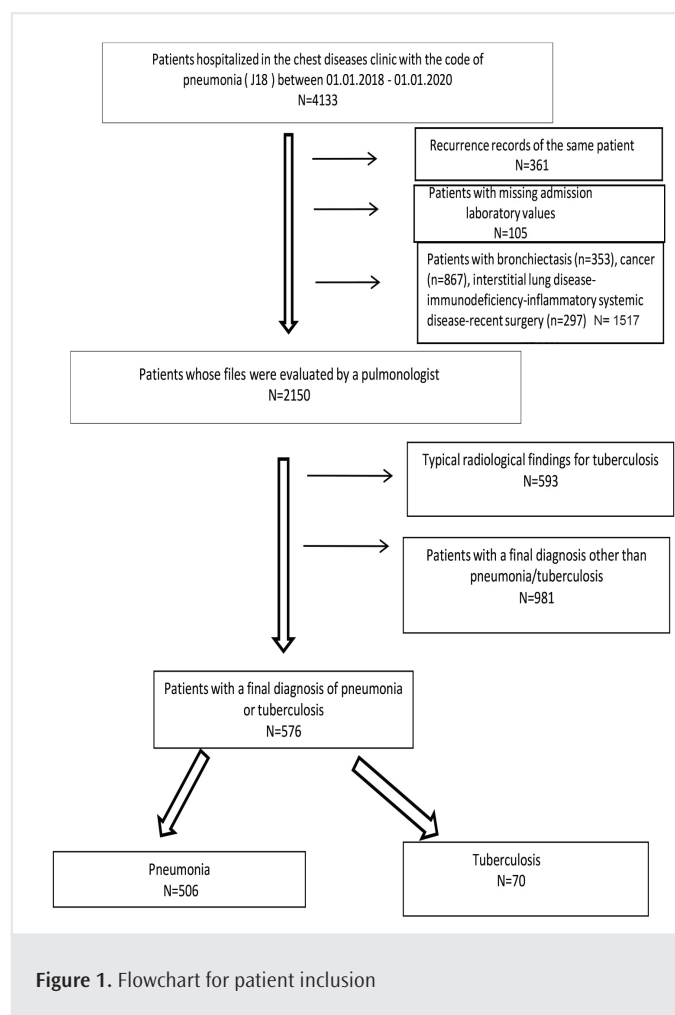 Patients hospitalized in the chest diseases clinic with the code of
pneumonia ( J18 ) between 01.01.2018 - 01.01.2020
N=4133
Recurrence records of the same patient
N=361
Patients with missing admission
laboratory values
N=105
Patients with bronchiectasis (n=353), cancer
(n=867), interstitial lung disease-
immunodeficiency-inflammatory systemic
disease-recent surgery (n=297) N= 1517
Patients whose files were evaluated by a pulmonologist
N=2150
Typical radiological findings for tuberculosis
N=593
Patients with a final diagnosis other than
pneumonia/tuberculosis
N=981
Patients with a final diagnosis of pneumonia
or tuberculosis
N=576
Pneumonia
N=506
Tuberculosis
N=70
Figure 1. Flowchart for patient inclusion